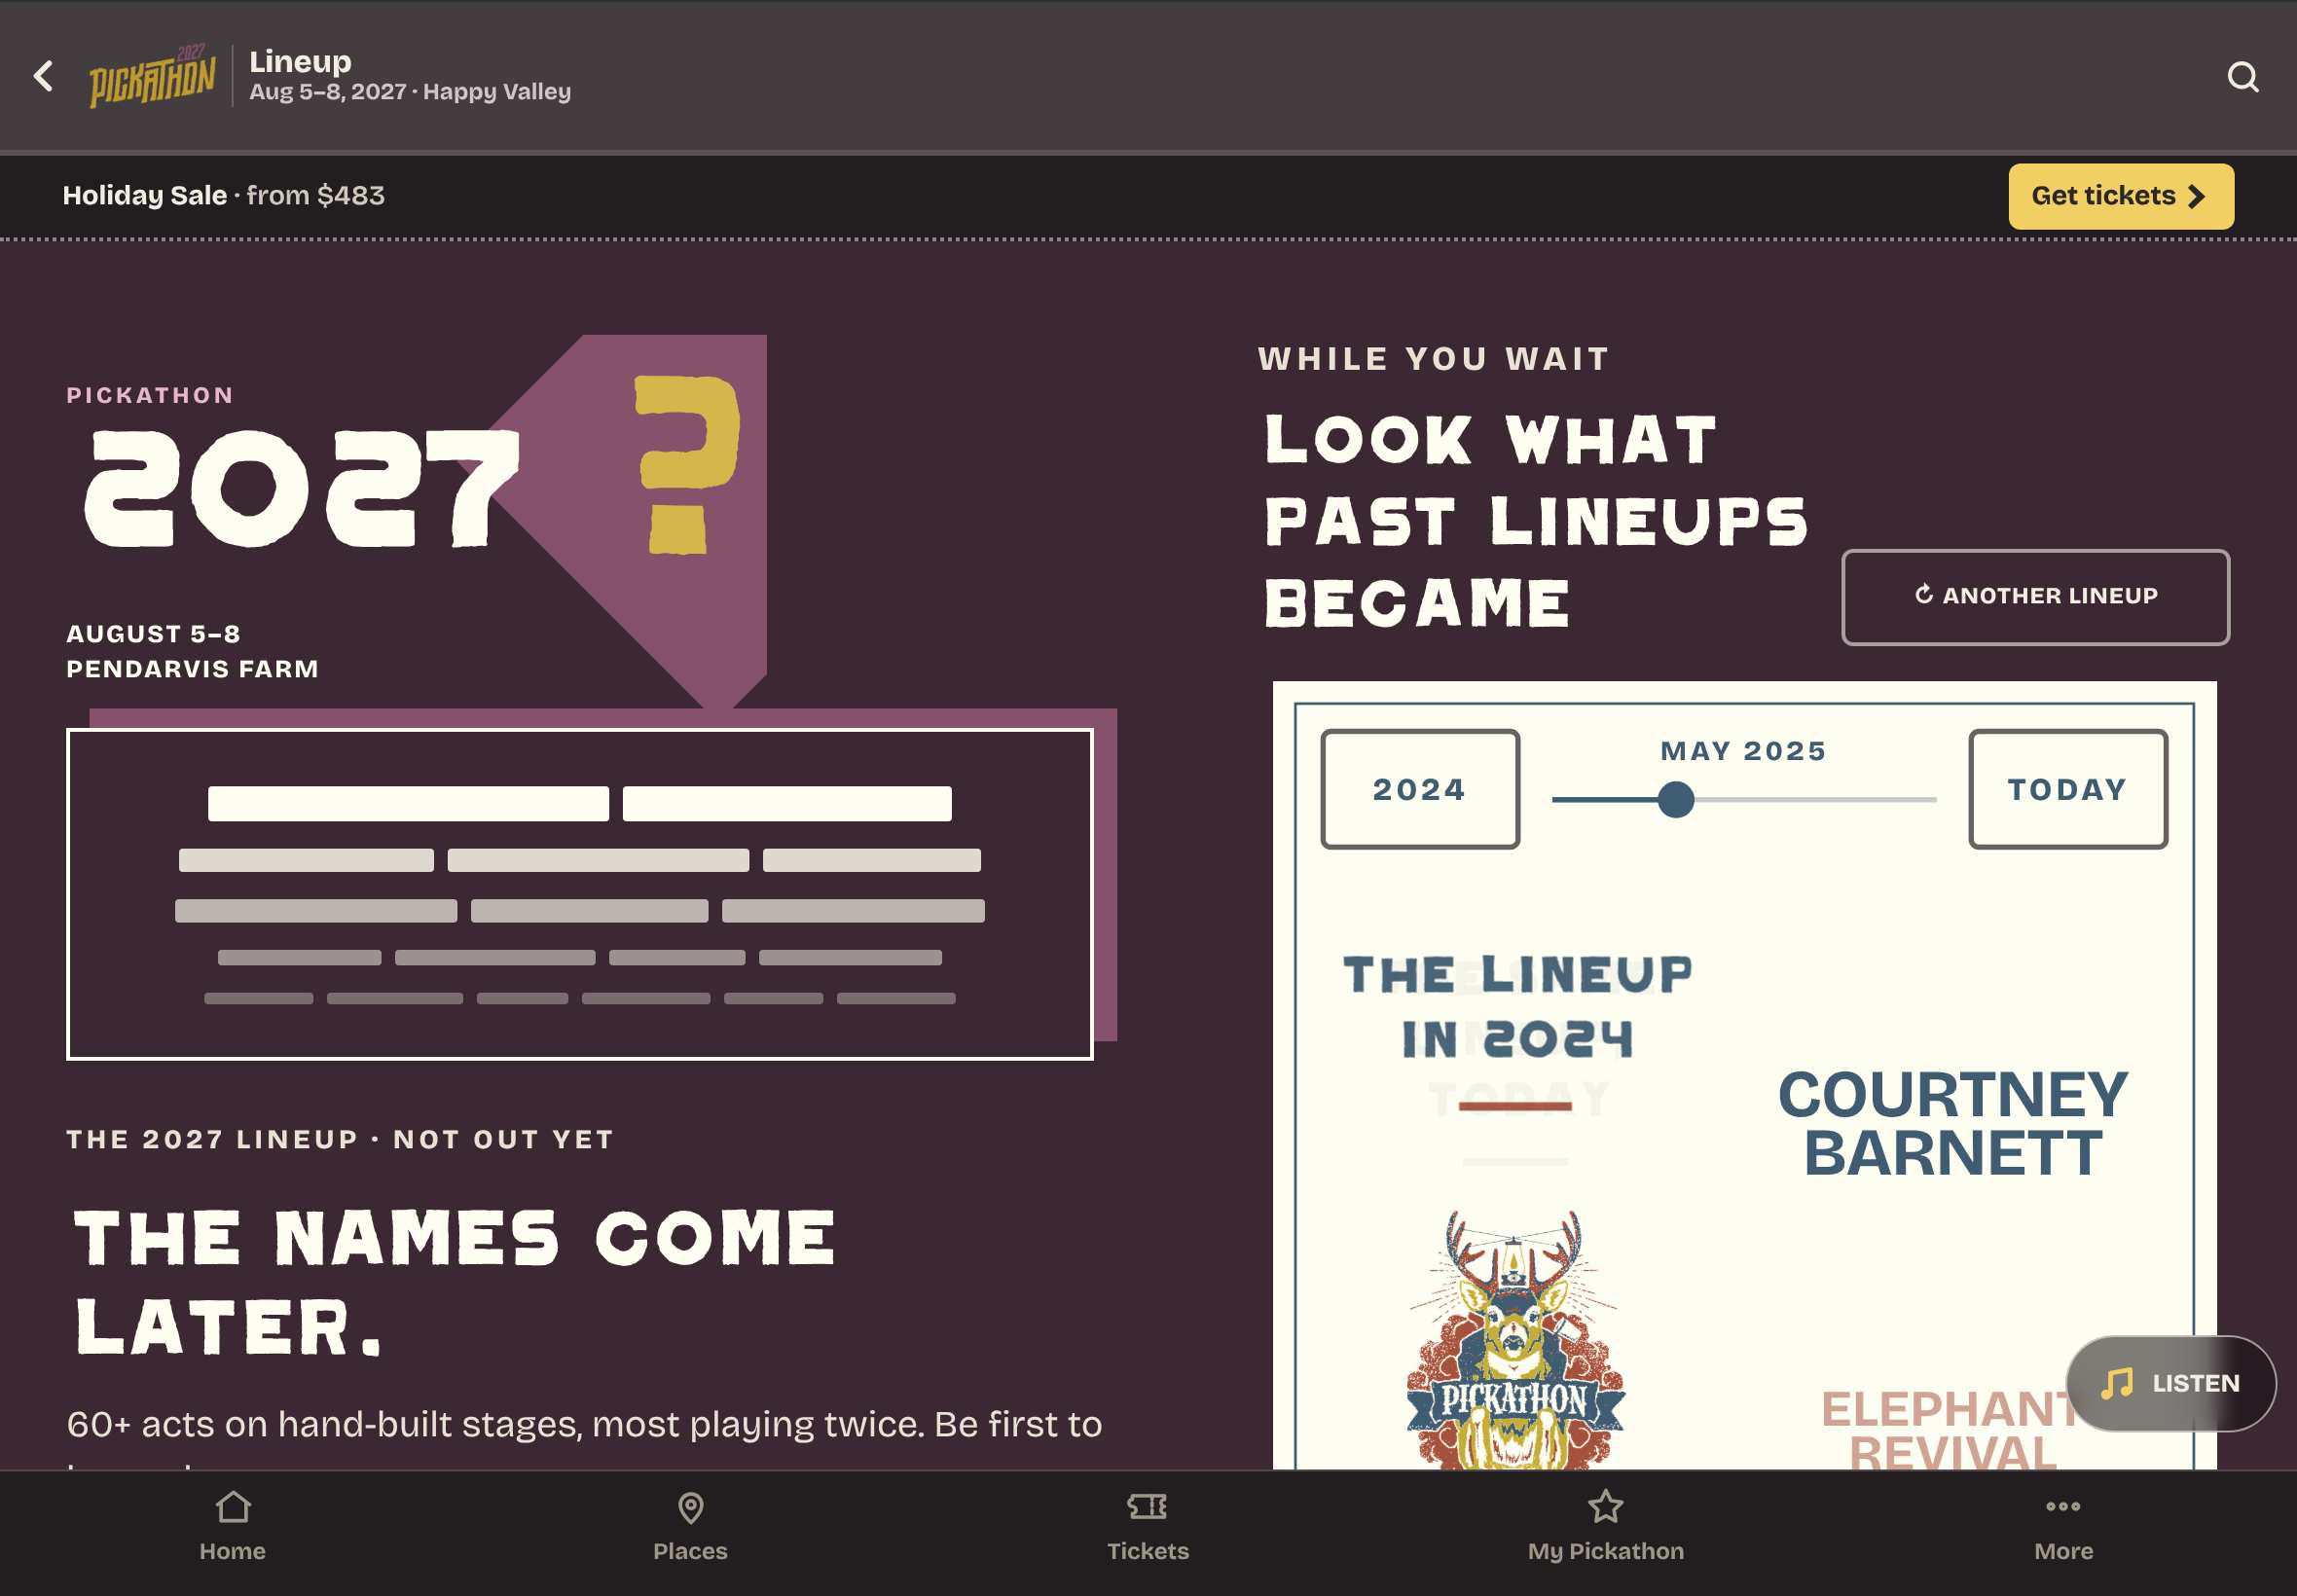 2027
PICKATHON
Lineup
Aug 5–8, 2027 · Happy Valley
Holiday Sale · from $483
Get tickets
PICKATHON
2027
?
AUGUST 5–8
PENDARVIS FARM
THE 2027 LINEUP · NOT OUT YET
THE NAMES COME
LATER.
60+ acts on hand-built stages, most playing twice. Be first to
WHILE YOU WAIT
LOOK WHAT
PAST LINEUPS
BECAME
ANOTHER LINEUP
2024
MAY 2025
TODAY
THE LINEUP
IN 2024
TODAY
PICKATHON
COURTNEY
BARNETT
ELEPHANT
REVIVAL
LISTEN
Home
Places
Tickets
My Pickathon
More